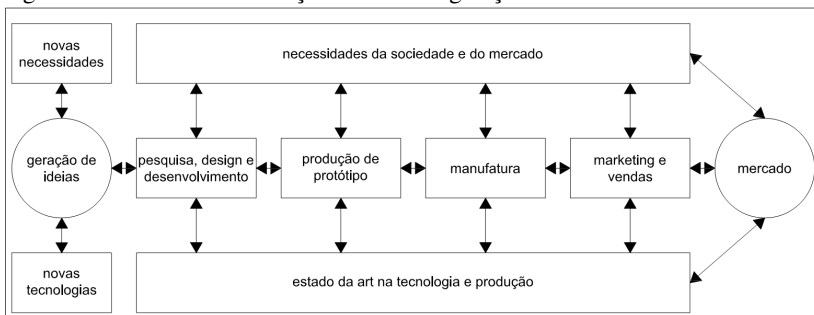 novas
necessidades
necessidades da sociedade e do mercado
geração de
ideias
pesquisa, design e
desenvolvimento
produção de
protótipo
manufatura
marketing e
vendas
mercado
novas
tecnologias
estado da art na tecnologia e produção